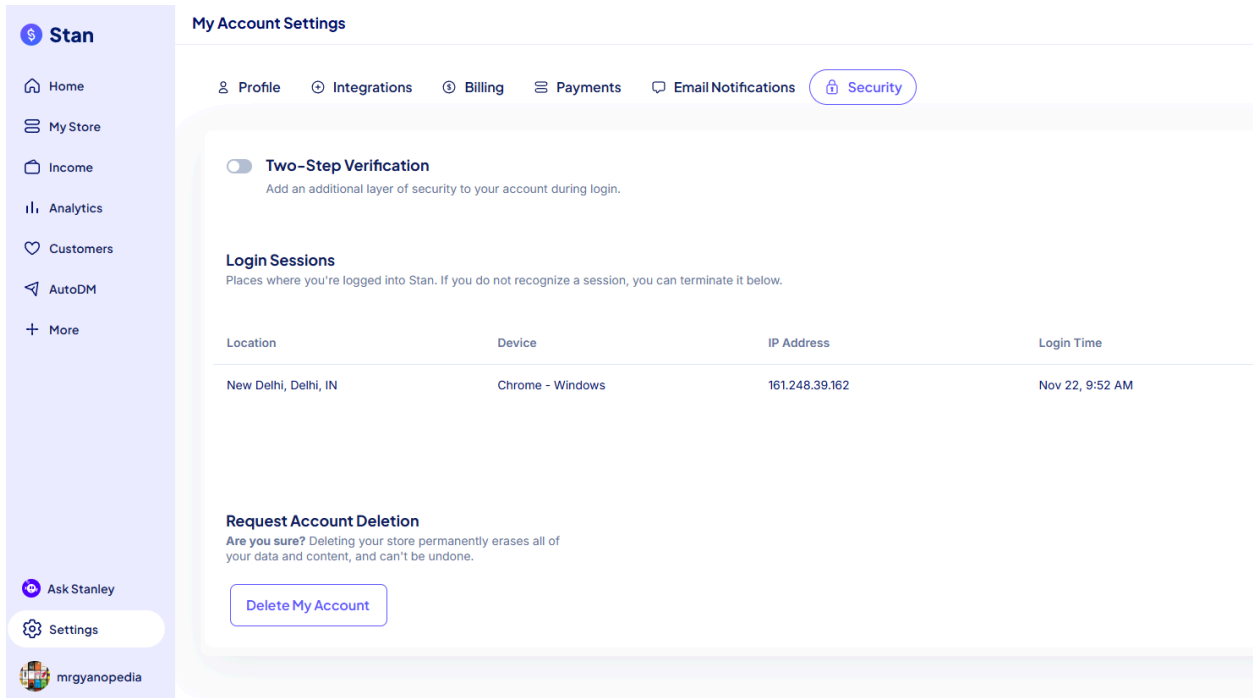 Stan
Home
My Store
Income
Analytics
Customers
AutoDM
More
Ask Stanley
Settings
mrgyanopedia
My Account Settings
Profile Integrations Billing Payments Email Notifications Security
Two-Step Verification
Add an additional layer of security to your account during login.
Login Sessions
Places where you're logged into Stan. If you do not recognize a session, you can terminate it below.
Location Device IP Address Login Time
New Delhi, Delhi, IN Chrome - Windows 161.248.39.162 Nov 22, 9:52 AM
Request Account Deletion
Are you sure? Deleting your store permanently erases all of
your data and content, and can't be undone.
Delete My Account